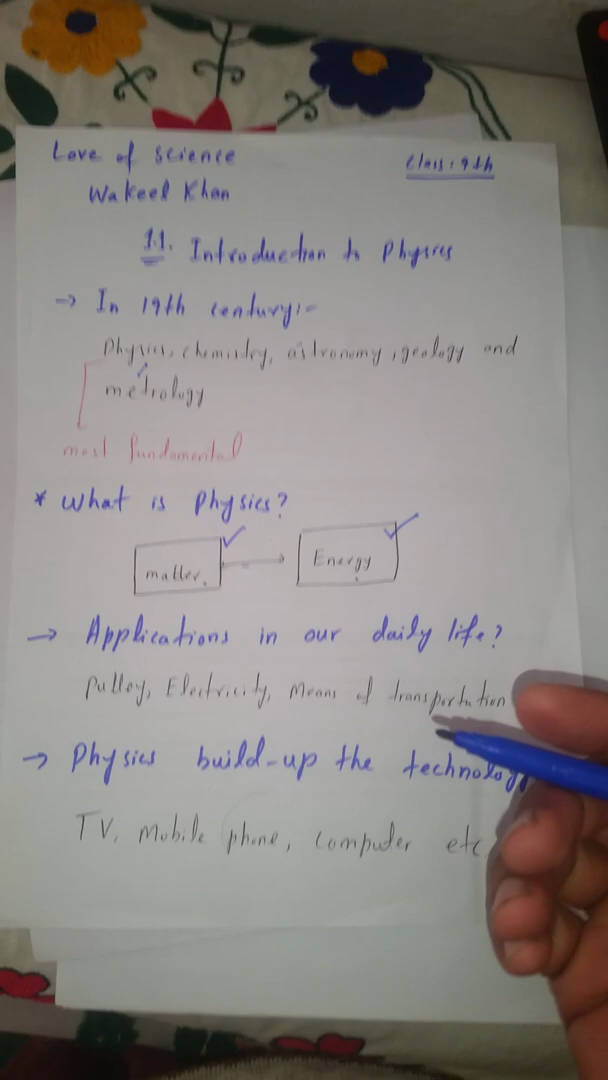 Love of science
Class: 9th
Wakeel Khan
1.1. Introduction to Physics
→ In 19th century:-
Physics, chemistry, astronomy, geology and
metrology
most fundamental
* What is physics?
matter.
Energy
→ Applications in our daily life?
Pulley, Electricity, Means of transportation
→ Physics build-up the technology
TV, Mobile phone, computer etc.